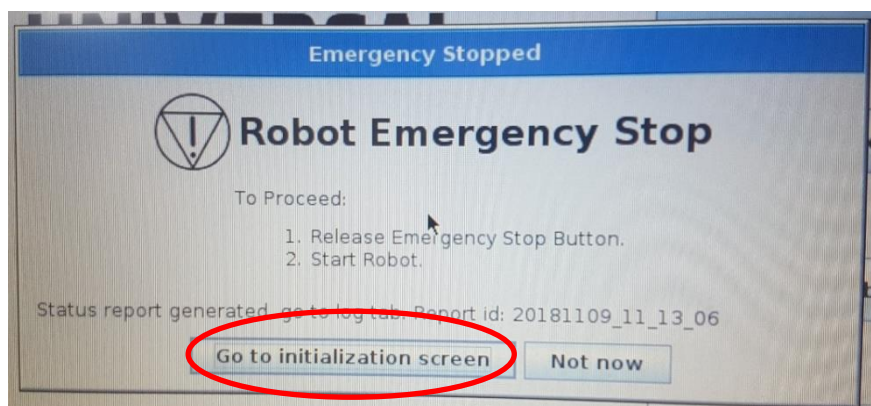 UNIVERSAL
Emergency Stopped
Robot Emergency Stop
To Proceed:
1. Release Emergency Stop Button.
2. Start Robot.
Status report generated, go to log tab. Report id: 20181109_11_13_06
Go to initialization screen
Not now